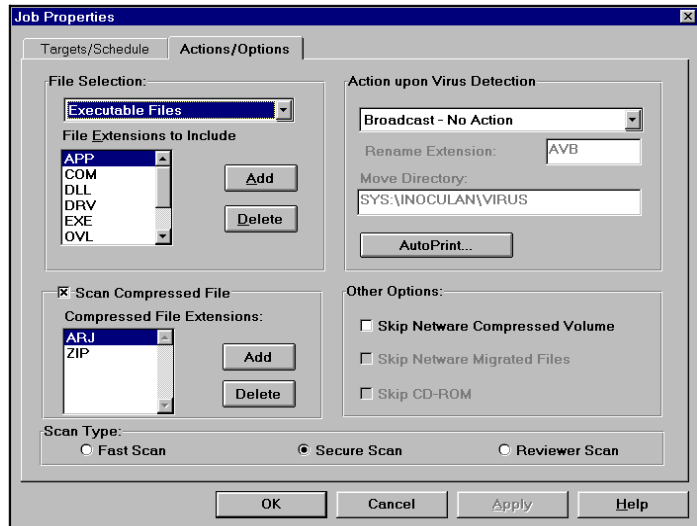 Job Properties
Targets/Schedule
Actions/Options
File Selection:
Executable Files
File Extensions to Include
APP
COM
DLL
DRV
EXE
OVL
Add
Delete
Action upon Virus Detection
Broadcast - No Action
Rename Extension:
AVB
Move Directory:
SYS:\INOCULAN\VIRUS
AutoPrint...
Scan Compressed File
Compressed File Extensions:
ARJ
ZIP
Add
Delete
Other Options:
Skip Netware Compressed Volume
Skip Netware Migrated Files
Skip CD-ROM
Scan Type:
Fast Scan
Secure Scan
Reviewer Scan
OK
Cancel
Apply
Help